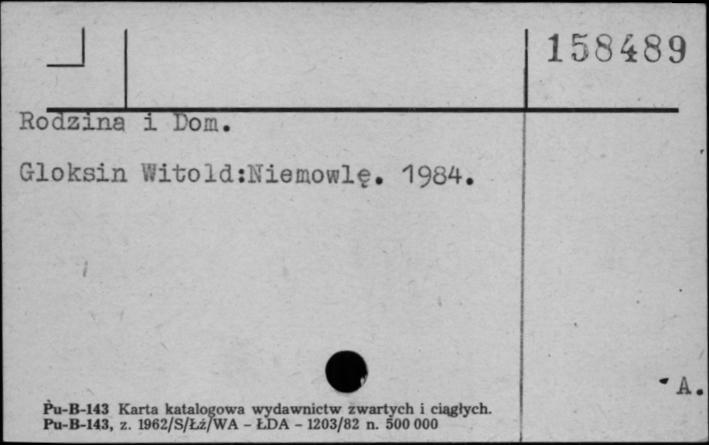 158489
Rodzina i Dom.
Gloksin Witold:Niemowlę. 1984.
A.
Pu-B-143 Karta katalogowa wydawnictw zwartych i ciągłych.
Pu-B-143, z. 1962/S/Łź/WA - ŁDA - 1203/82 n. 500 000